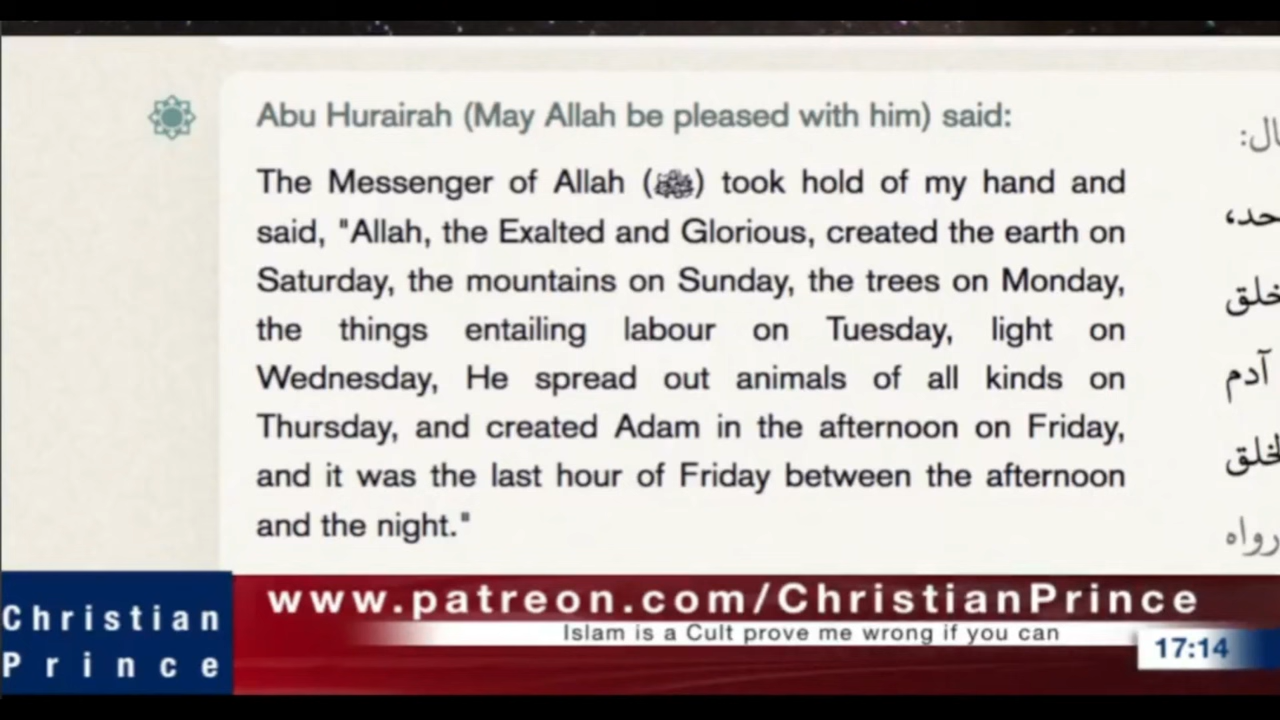 Abu Hurairah (May Allah be pleased with him) said:
The Messenger of Allah (ﷺ) took hold of my hand and
said, "Allah, the Exalted and Glorious, created the earth on
Saturday, the mountains on Sunday, the trees on Monday,
the things entailing labour on Tuesday, light on
Wednesday, He spread out animals of all kinds on
Thursday, and created Adam in the afternoon on Friday,
and it was the last hour of Friday between the afternoon
and the night."
حد،
خلق
آدم
لخلق
رواه
Christian
Prince
www.patreon.com/ChristianPrince
Islam is a Cult prove me wrong if you can
17:14